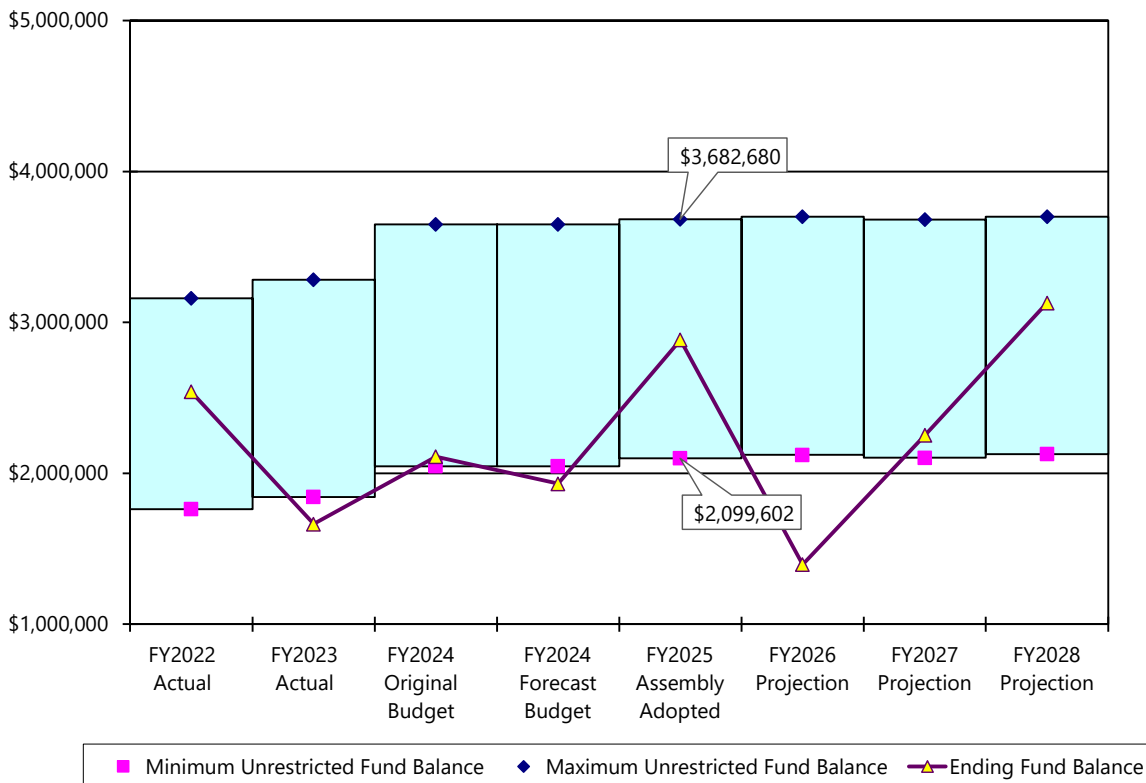 $5,000,000
$4,000,000
$3,682,680
$3,000,000
$2,000,000
$2,099,602
$1,000,000
FY2022
Actual
FY2023
Actual
FY2024
Original
Budget
FY2024
Forecast
Budget
FY2025
Assembly
Adopted
FY2026
Projection
FY2027
Projection
FY2028
Projection
Minimum Unrestricted Fund Balance Maximum Unrestricted Fund Balance Ending Fund Balance